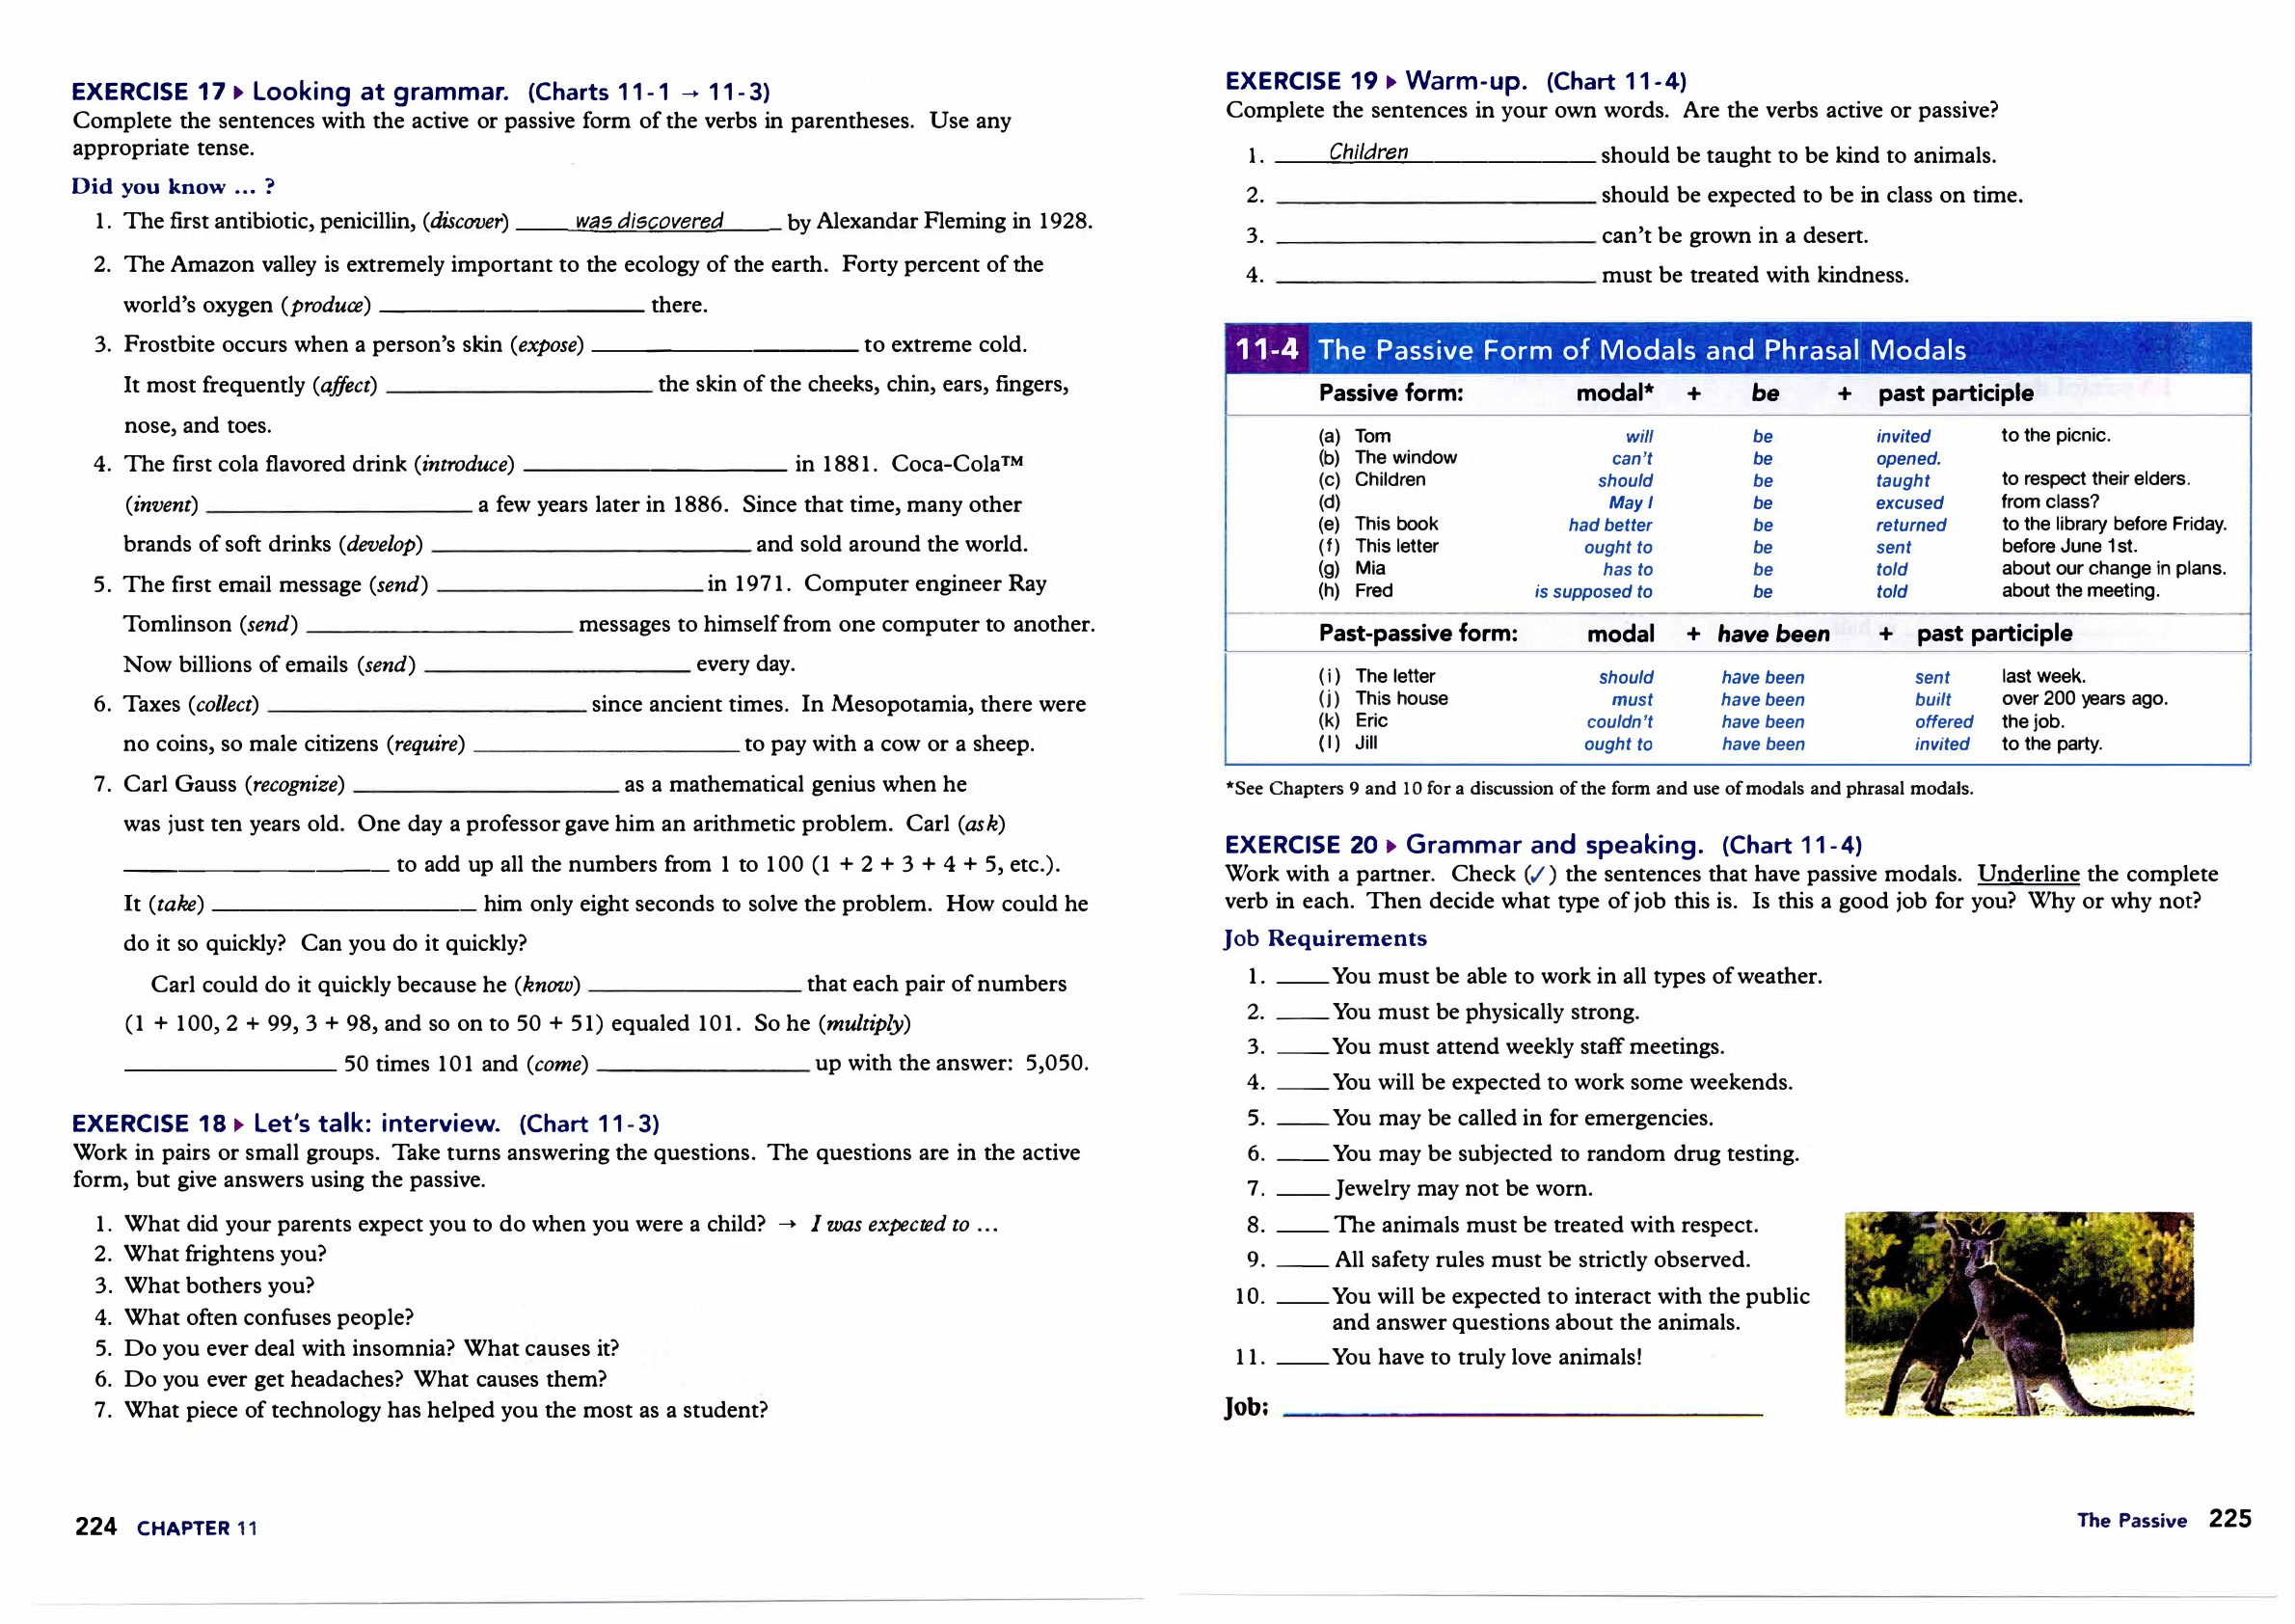 EXERCISE 17 ▸ Looking at grammar. (Charts 11-1 → 11-3)
Complete the sentences with the active or passive form of the verbs in parentheses. Use any
appropriate tense.
Did you know ... ?
1. The first antibiotic, penicillin, (discover) ____was discovered____ by Alexandar Fleming in 1928.
2. The Amazon valley is extremely important to the ecology of the earth. Forty percent of the
world's oxygen (produce) ____________ there.
3. Frostbite occurs when a person's skin (expose) ____________ to extreme cold.
It most frequently (affect) ____________ the skin of the cheeks, chin, ears, fingers,
nose, and toes.
4. The first cola flavored drink (introduce) ____________ in 1881. Coca-Cola™
(invent) ____________ a few years later in 1886. Since that time, many other
brands of soft drinks (develop) ____________ and sold around the world.
5. The first email message (send) ____________ in 1971. Computer engineer Ray
Tomlinson (send) ____________ messages to himself from one computer to another.
Now billions of emails (send) ____________ every day.
6. Taxes (collect) ____________ since ancient times. In Mesopotamia, there were
no coins, so male citizens (require) ____________ to pay with a cow or a sheep.
7. Carl Gauss (recognize) ____________ as a mathematical genius when he
was just ten years old. One day a professor gave him an arithmetic problem. Carl (ask)
____________ to add up all the numbers from 1 to 100 (1 + 2 + 3 + 4 + 5, etc.).
It (take) ____________ him only eight seconds to solve the problem. How could he
do it so quickly? Can you do it quickly?
Carl could do it quickly because he (know) ____________ that each pair of numbers
(1 + 100, 2 + 99, 3 + 98, and so on to 50 + 51) equaled 101. So he (multiply)
____________ 50 times 101 and (come) ____________ up with the answer: 5,050.
EXERCISE 18 ▸ Let's talk: interview. (Chart 11-3)
Work in pairs or small groups. Take turns answering the questions. The questions are in the active
form, but give answers using the passive.
1. What did your parents expect you to do when you were a child? → I was expected to ...
2. What frightens you?
3. What bothers you?
4. What often confuses people?
5. Do you ever deal with insomnia? What causes it?
6. Do you ever get headaches? What causes them?
7. What piece of technology has helped you the most as a student?
224 CHAPTER 11
EXERCISE 19 ▸ Warm-up. (Chart 11-4)
Complete the sentences in your own words. Are the verbs active or passive?
1. ____Children____ should be taught to be kind to animals.
2. ____________ should be expected to be in class on time.
3. ____________ can't be grown in a desert.
4. ____________ must be treated with kindness.
11-4 The Passive Form of Modals and Phrasal Modals
Passive form: modal* + be + past participle
(a) Tom will be invited to the picnic.
(b) The window can't be opened.
(c) Children should be taught to respect their elders.
(d) May I be excused from class?
(e) This book had better be returned to the library before Friday.
(f) This letter ought to be sent before June 1st.
(g) Mia has to be told about our change in plans.
(h) Fred is supposed to be told about the meeting.
Past-passive form: modal + have been + past participle
(i) The letter should have been sent last week.
(j) This house must have been built over 200 years ago.
(k) Eric couldn't have been offered the job.
(l) Jill ought to have been invited to the party.
*See Chapters 9 and 10 for a discussion of the form and use of modals and phrasal modals.
EXERCISE 20 ▸ Grammar and speaking. (Chart 11-4)
Work with a partner. Check (✓) the sentences that have passive modals. Underline the complete
verb in each. Then decide what type of job this is. Is this a good job for you? Why or why not?
Job Requirements
1. ____ You must be able to work in all types of weather.
2. ____ You must be physically strong.
3. ____ You must attend weekly staff meetings.
4. ____ You will be expected to work some weekends.
5. ____ You may be called in for emergencies.
6. ____ You may be subjected to random drug testing.
7. ____ Jewelry may not be worn.
8. ____ The animals must be treated with respect.
9. ____ All safety rules must be strictly observed.
10. ____ You will be expected to interact with the public
and answer questions about the animals.
11. ____ You have to truly love animals!
Job: ____________
The Passive 225